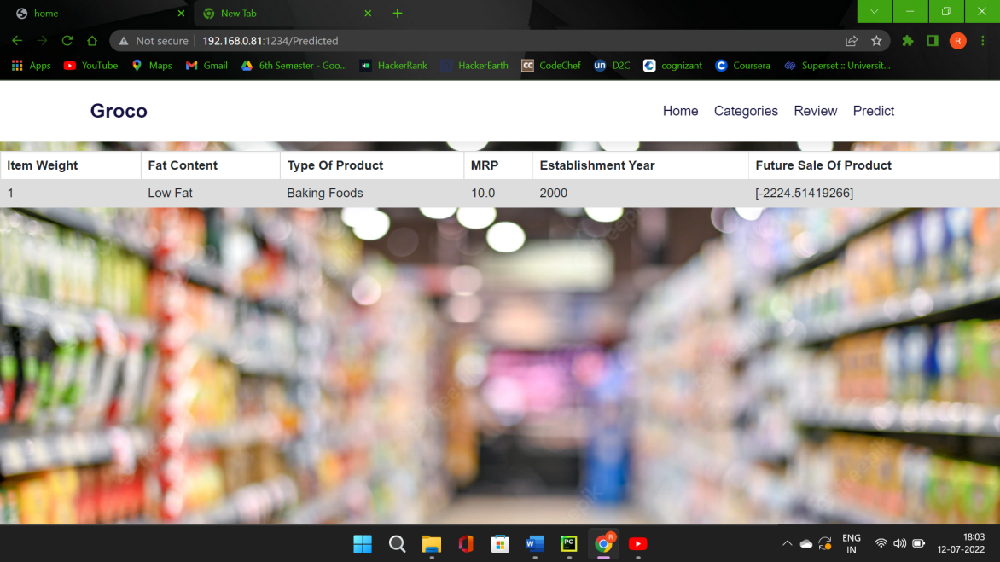 home
New Tab
Not secure
192.168.0.81:1234/Predicted
R
Apps YouTube Maps Gmail 6th Semester - Goo... HackerRank HackerEarth CC CodeChef un D2C cognizant C Coursera Superset :: Universit...
Groco
Home Categories Review Predict
Item Weight Fat Content Type Of Product MRP Establishment Year Future Sale Of Product
1 Low Fat Baking Foods 10.0 2000 [-2224.51419266]
W PC R
ENG
IN
18:03
12-07-2022